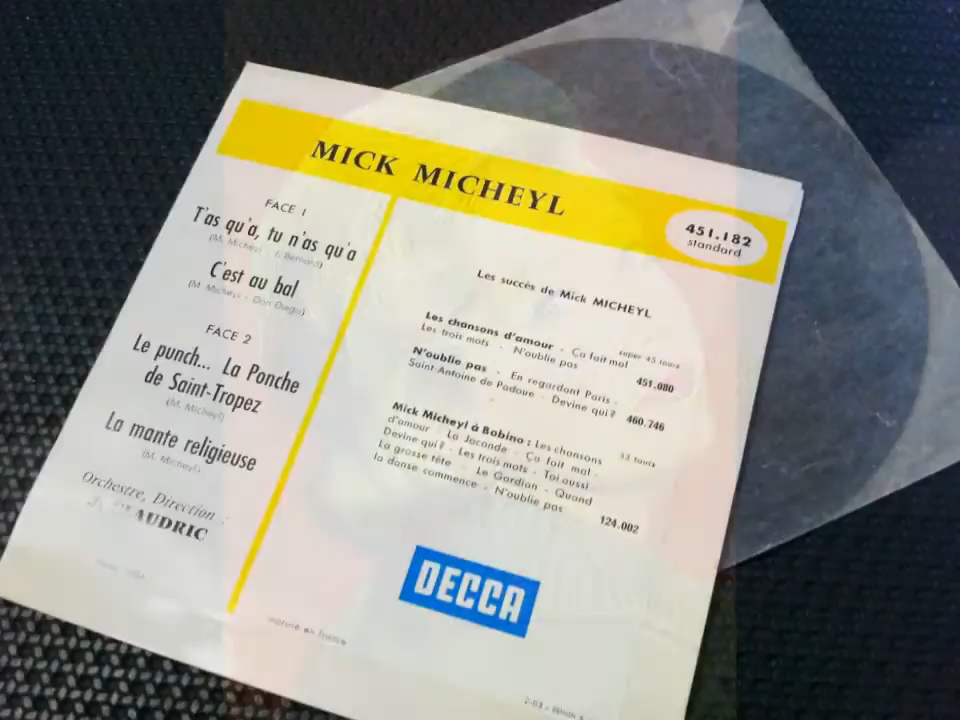 MICK MICHEYL
451.182
standard
FACE 1
T'as qu'a, tu n'as qu'a
(M. Micheyl Bernard)
C'est au bal
(M. Micheyl - Don Diego)
FACE 2
Le punch... La Ponche
de Saint-Tropez
(M. Micheyl)
La mante religieuse
(M. Micheyl)
Orchestre, Direction :
AUDRIC
Les succès de Mick MICHEYL
super 45 tours
Les chansons d'amour - Ça fait mal
Les trois mots - N'oublie pas
451.080
N'oublie pas - En regardant Paris -
Saint-Antoine de Padoue - Devine qui ?
460.746
33 tours
Mick Micheyl à Bobino : Les chansons
d'amour - La Joconde - Ça fait mal -
Devine qui ? - Les trois mots - Toi aussi
La grosse tête - Le Gordian - Quand
la danse commence - N'oublie pas
124.002
DECCA
imprimé en France